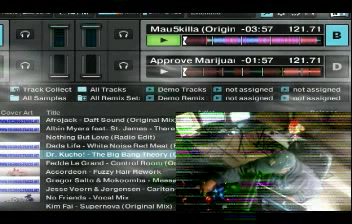 Mau5killa (Origin -03:57 121.71
B
Approve Marijuan -01:57 121.71
D
Track Collect All Tracks Demo Tracks not assigned not assigned
All Samples All Remix Set Demo Remix not assigned not assigned
Cover Art Title
Afrojack - Daft Sound (Original M
Albin Myers feat. St. James - There
Nothing But Love (Radio Edit)
Dada Life - White Noise Red Meat (
Dr. Kucho! - The Big Bang Theory (
Fedde Le Grand - Control Room (O
Accordeon - Fuzzy Hair Rework
Gregor Salto & Mokoomba - Messe
Jesse Voorn & Jorgensen - Carlton
No Friends - Vocal Mix
Kim Fai - Supernova (Original Mix)